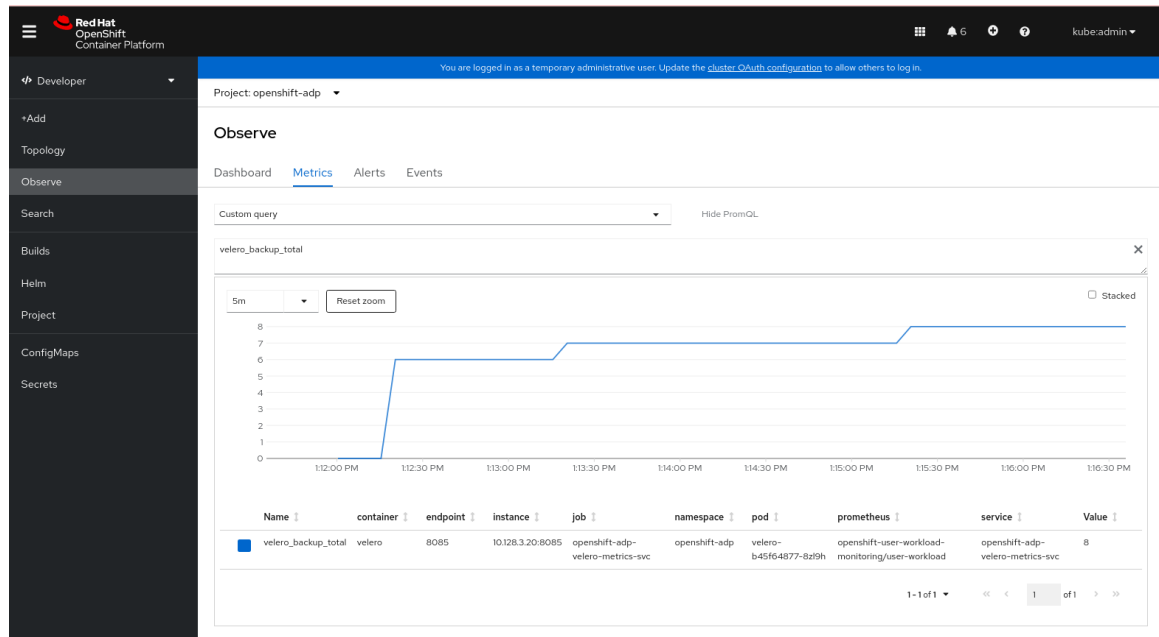 Red Hat
OpenShift
Container Platform
6
kube:admin
You are logged in as a temporary administrative user. Update the cluster OAuth configuration to allow others to log in.
</> Developer
Project: openshift-adp
+Add
Topology
Observe
Search
Builds
Helm
Project
ConfigMaps
Secrets
Observe
Dashboard Metrics Alerts Events
Custom query
Hide PromQL
velero_backup_total
5m
Reset zoom
Stacked
8
7
6
5
4
3
2
1
0
1:12:00 PM 1:12:30 PM 1:13:00 PM 1:13:30 PM 1:14:00 PM 1:14:30 PM 1:15:00 PM 1:15:30 PM 1:16:00 PM 1:16:30 PM
Name container endpoint instance job namespace pod prometheus service Value
velero_backup_total velero 8085 10.128.3.20:8085 openshift-adp- openshift-adp velero- openshift-user-workload- openshift-adp- 8
velero-metrics-svc b45f64877-8zl9h monitoring/user-workload velero-metrics-svc
1 - 1 of 1 << < 1 of 1 > >>